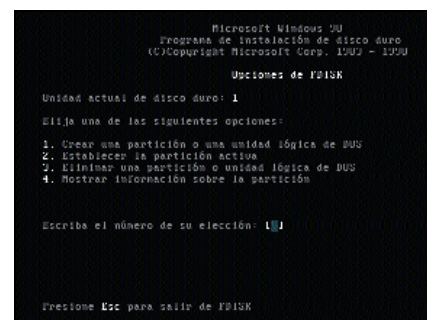 Microsoft Windows 98
Programa de instalación de disco duro
(C)Copyright Microsoft Corp. 1983 - 1998
Opciones de FDISK
Unidad actual de disco duro: 1
Elija una de las siguientes opciones:
1. Crear una partición o una unidad lógica de DOS
2. Establecer la partición activa
3. Eliminar una partición o unidad lógica de DOS
4. Mostrar información sobre la partición
Escriba el número de su elección: [ ]
Presione Esc para salir de FDISK